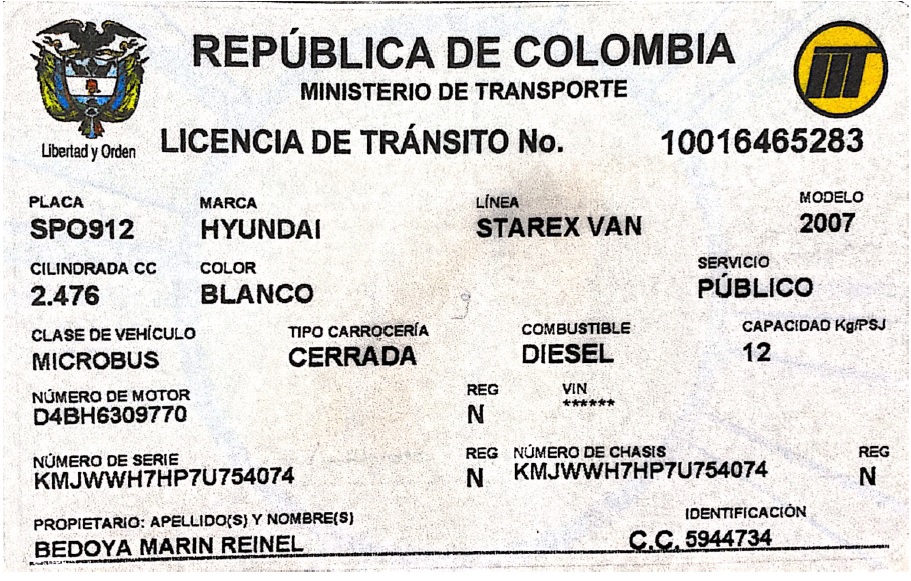 REPÚBLICA DE COLOMBIA
MINISTERIO DE TRANSPORTE
Libertad y Orden
LICENCIA DE TRÁNSITO No. 10016465283
PLACA MARCA LÍNEA MODELO
SPO912 HYUNDAI STAREX VAN 2007
CILINDRADA CC COLOR SERVICIO
2.476 BLANCO PÚBLICO
CLASE DE VEHÍCULO TIPO CARROCERÍA COMBUSTIBLE CAPACIDAD Kg/PSJ
MICROBUS CERRADA DIESEL 12
NÚMERO DE MOTOR REG VIN
D4BH6309770 N ******
NÚMERO DE SERIE REG NÚMERO DE CHASIS REG
KMJWWH7HP7U754074 N KMJWWH7HP7U754074 N
PROPIETARIO: APELLIDO(S) Y NOMBRE(S) IDENTIFICACIÓN
BEDOYA MARIN REINEL C.C. 5944734